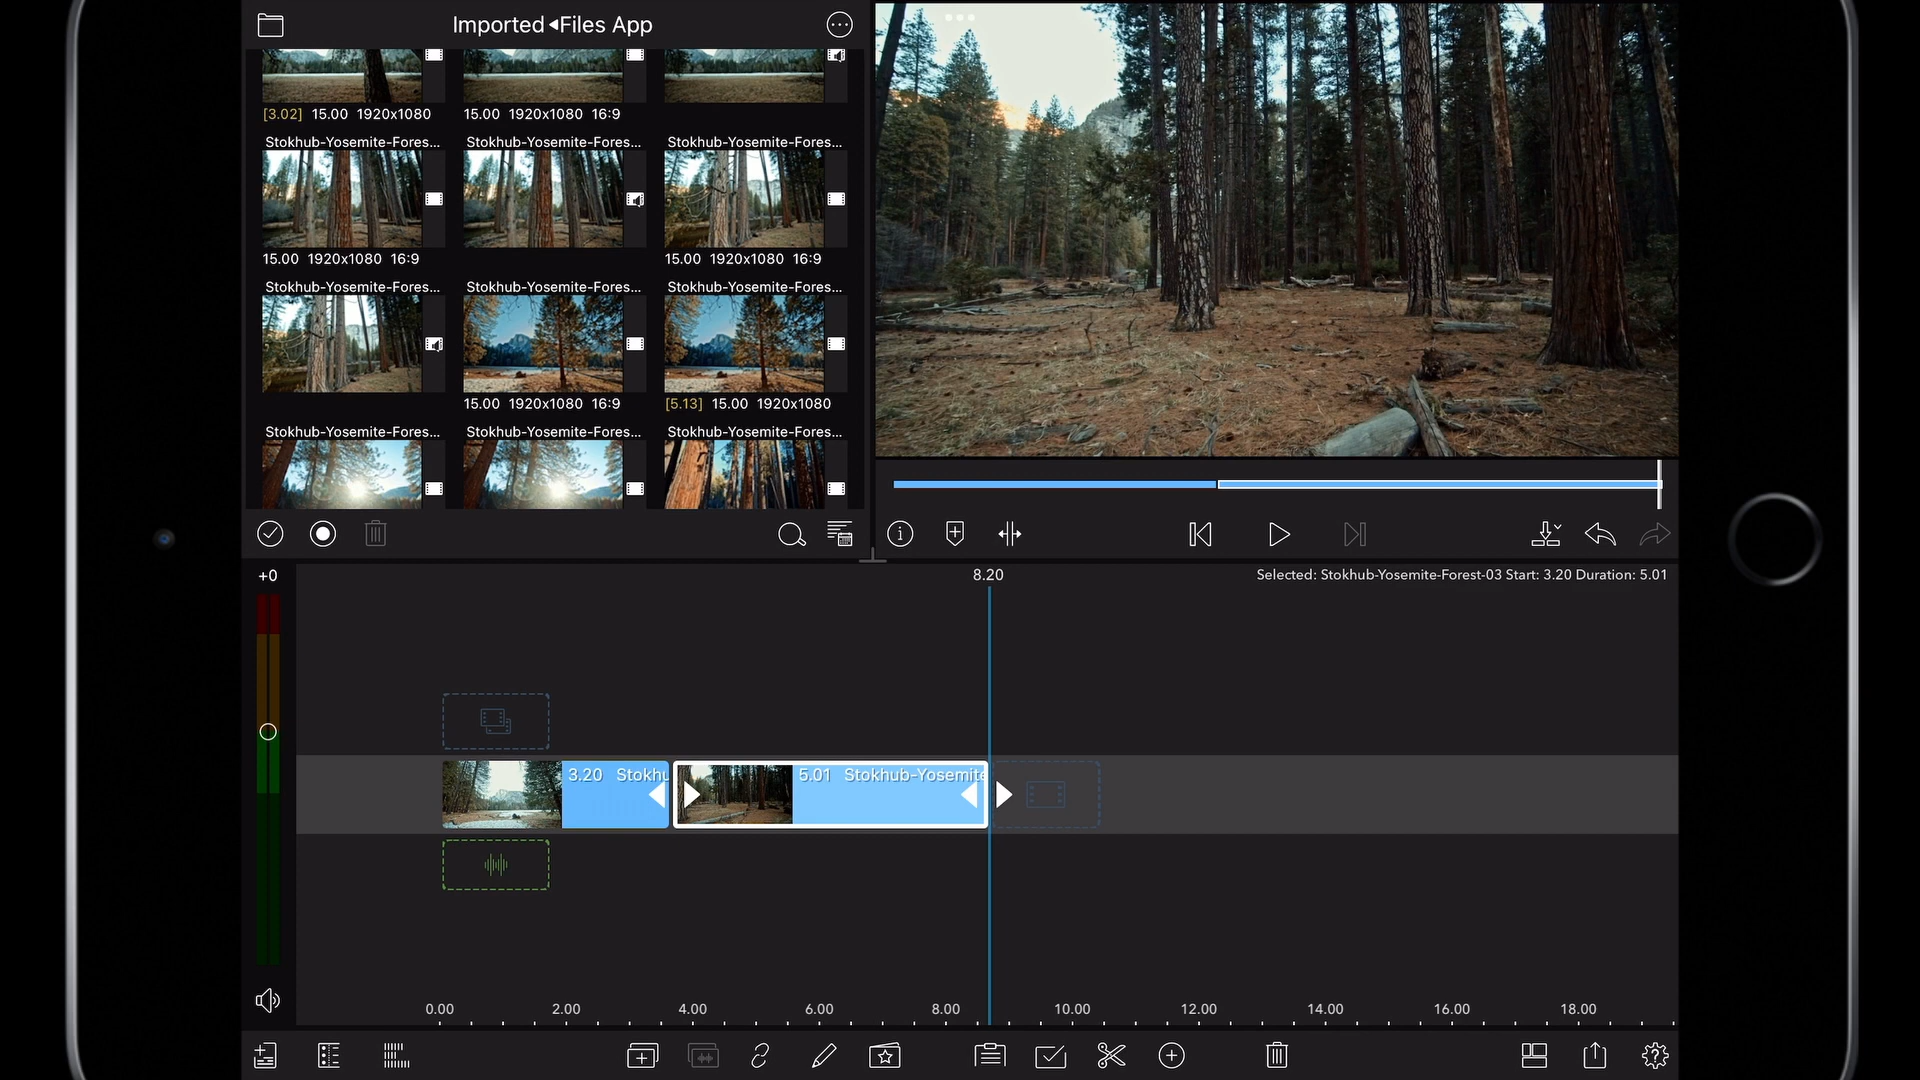 Imported ◂Files App
[3.02] 15.00 1920x1080
15.00 1920x1080 16:9
Stokhub-Yosemite-Fores...
Stokhub-Yosemite-Fores...
Stokhub-Yosemite-Fores...
15.00 1920x1080 16:9
15.00 1920x1080 16:9
Stokhub-Yosemite-Fores...
Stokhub-Yosemite-Fores...
Stokhub-Yosemite-Fores...
15.00 1920x1080 16:9
[5.13] 15.00 1920x1080
Stokhub-Yosemite-Fores...
Stokhub-Yosemite-Fores...
Stokhub-Yosemite-Fores...
+0
8.20
Selected: Stokhub-Yosemite-Forest-03 Start: 3.20 Duration: 5.01
3.20 Stokhu
5.01 Stokhub-Yosemite
0.00 2.00 4.00 6.00 8.00 10.00 12.00 14.00 16.00 18.00